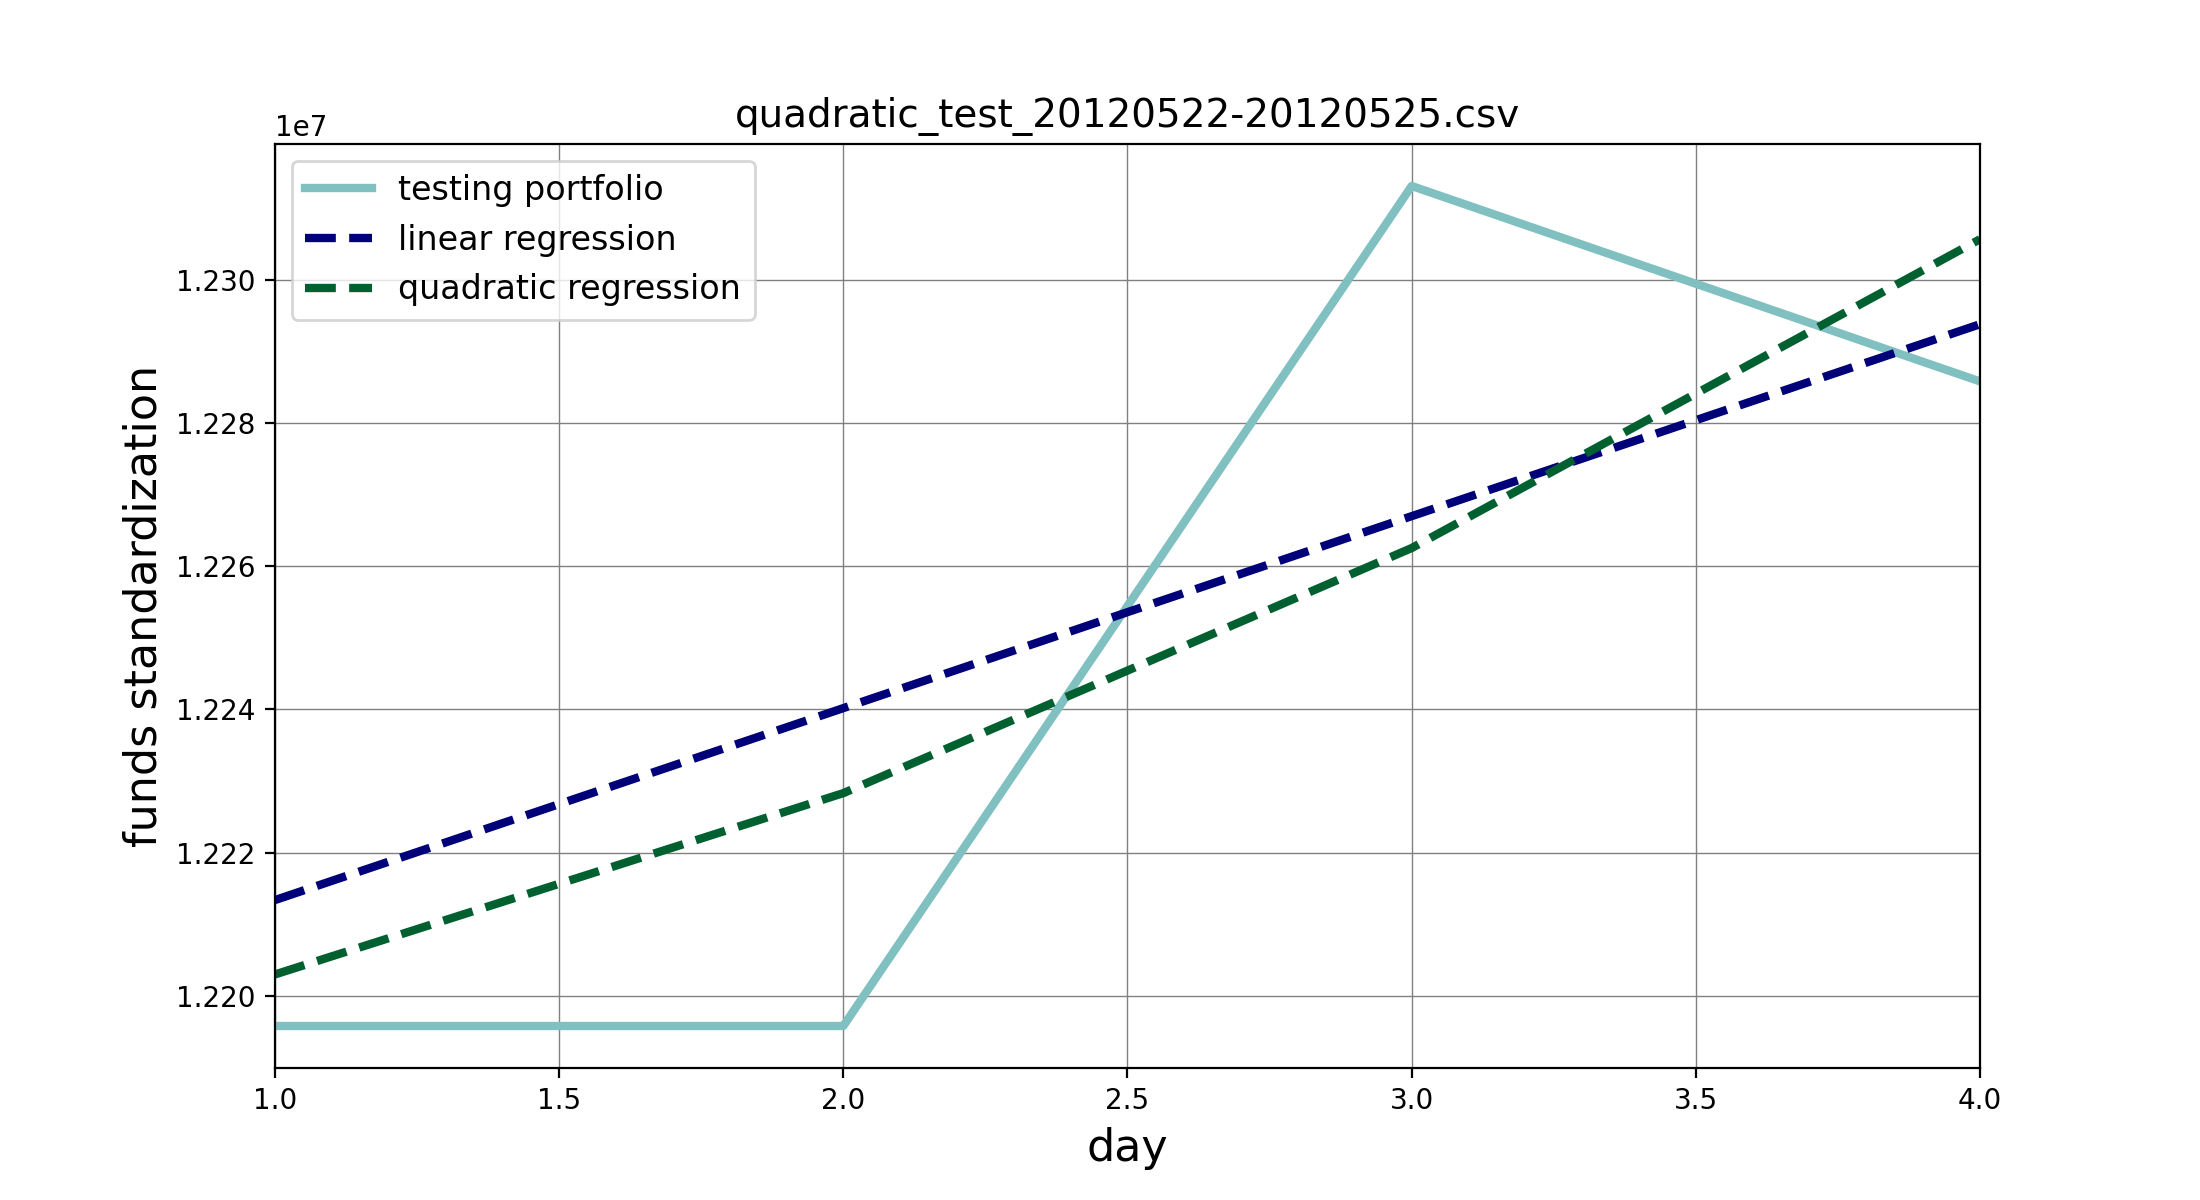 quadratic_test_20120522-20120525.csv
1e7
testing portfolio
linear regression
quadratic regression
1.230
1.228
1.226
1.224
1.222
1.220
funds standardization
1.0 1.5 2.0 2.5 3.0 3.5 4.0
day